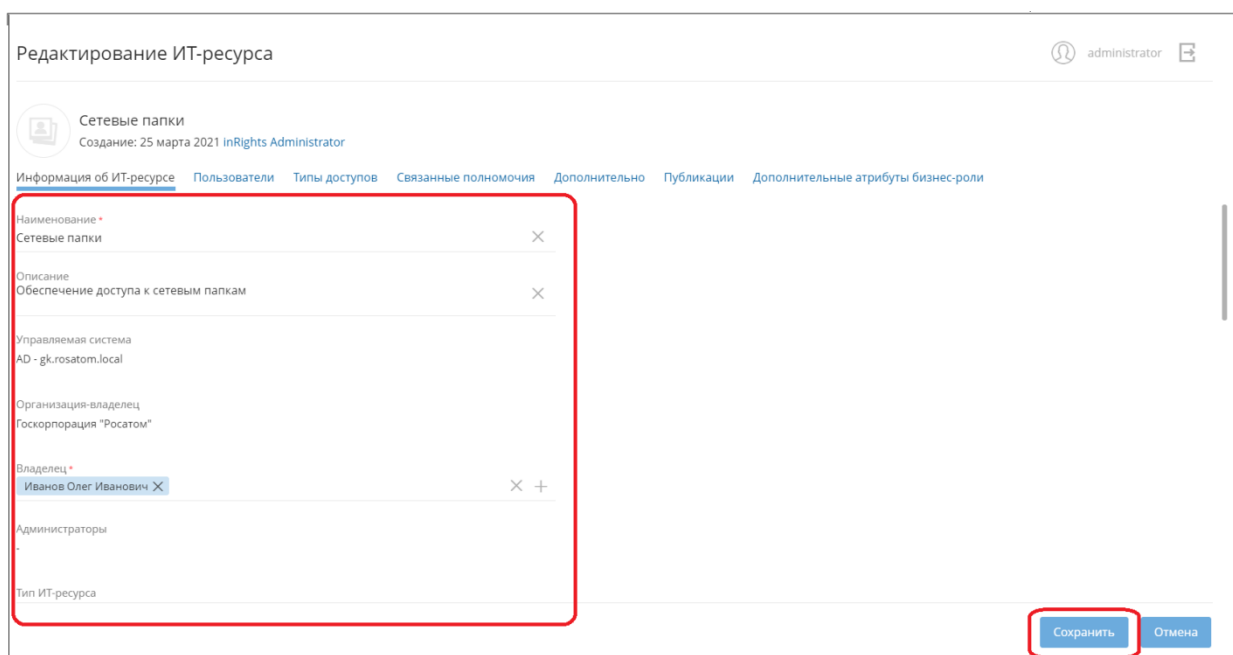 Редактирование ИТ-ресурса
administrator
Сетевые папки
Создание: 25 марта 2021 inRights Administrator
Информация об ИТ-ресурсе Пользователи Типы доступов Связанные полномочия Дополнительно Публикации Дополнительные атрибуты бизнес-роли
Наименование *
Сетевые папки
Описание
Обеспечение доступа к сетевым папкам
Управляемая система
AD - gk.rosatom.local
Организация-владелец
Госкорпорация "Росатом"
Владелец *
Иванов Олег Иванович
Администраторы
-
Тип ИТ-ресурса
Сохранить Отмена